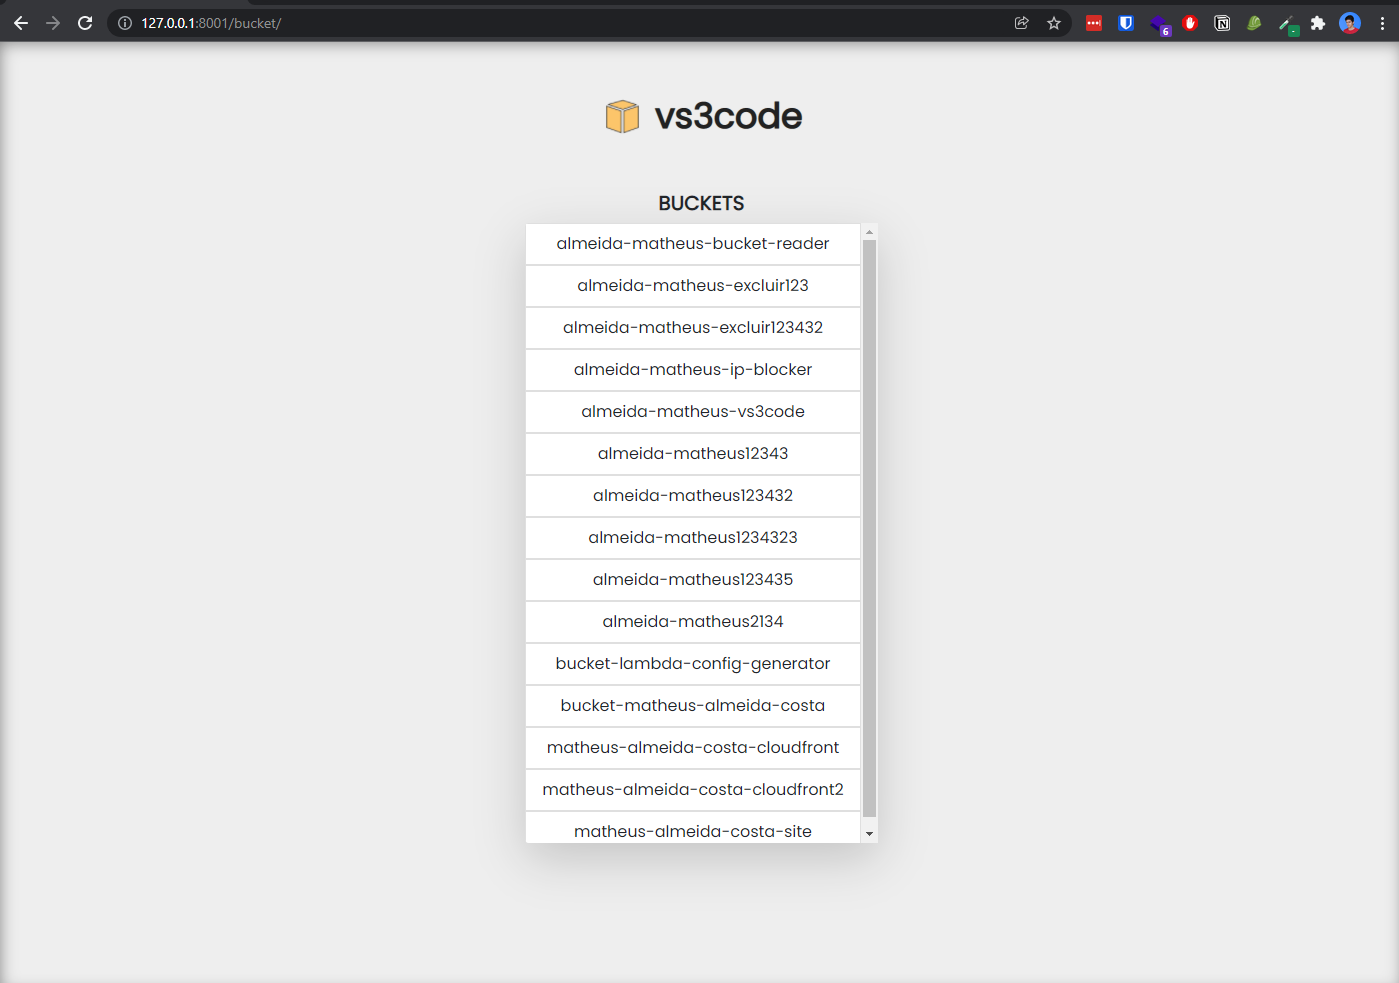 127.0.0.1:8001/bucket/
6
vs3code
BUCKETS
almeida-matheus-bucket-reader
almeida-matheus-excluir123
almeida-matheus-excluir123432
almeida-matheus-ip-blocker
almeida-matheus-vs3code
almeida-matheus12343
almeida-matheus123432
almeida-matheus1234323
almeida-matheus123435
almeida-matheus2134
bucket-lambda-config-generator
bucket-matheus-almeida-costa
matheus-almeida-costa-cloudfront
matheus-almeida-costa-cloudfront2
matheus-almeida-costa-site